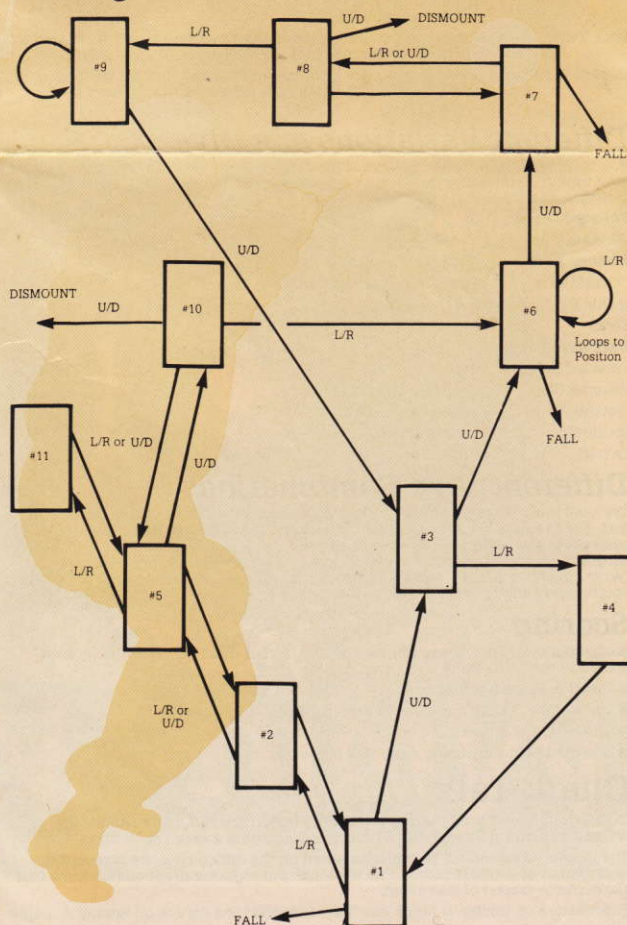 U/D
DISMOUNT
L/R
#9
#8
L/R or U/D
#7
FALL
U/D
U/D
L/R
DISMOUNT
U/D
#10
#6
L/R
Loops to
Position
#11
L/R or U/D
U/D
U/D
FALL
#3
L/R
L/R
#5
#4
L/R or
U/D
#2
U/D
L/R
#1
FALL